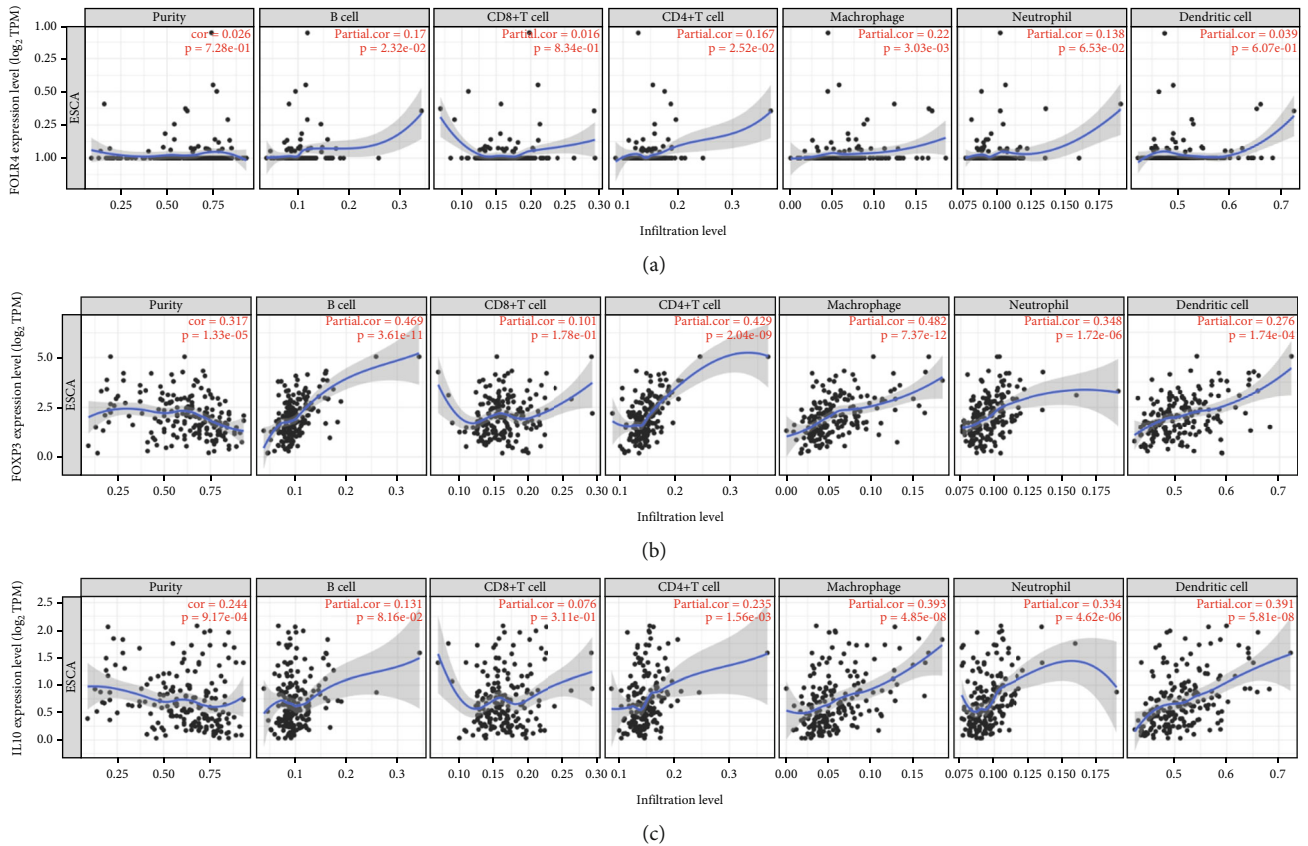 Purity B cell CD8+T cell CD4+T cell Machrophage Neutrophil Dendritic cell
FOLR4 expression level (log2 TPM)
ESCA
1.00
0.25
0.50
0.25
1.00
cor = 0.026
p = 7.28e-01
Partial.cor = 0.17
p = 2.32e-02
Partial.cor = 0.016
p = 8.34e-01
Partial.cor = 0.167
p = 2.52e-02
Partial.cor = 0.22
p = 3.03e-03
Partial.cor = 0.138
p = 6.53e-02
Partial.cor = 0.039
p = 6.07e-01
0.25 0.50 0.75 0.1 0.2 0.3 0.10 0.15 0.20 0.25 0.30 0.1 0.2 0.3 0.00 0.05 0.10 0.15 0.075 0.100 0.125 0.150 0.175 0.5 0.6 0.7
Infiltration level
(a)
Purity B cell CD8+T cell CD4+T cell Machrophage Neutrophil Dendritic cell
FOXP3 expression level (log2 TPM)
ESCA
5.0
2.5
0.0
cor = 0.317
p = 1.33e-05
Partial.cor = 0.469
p = 3.61e-11
Partial.cor = 0.101
p = 1.78e-01
Partial.cor = 0.429
p = 2.04e-09
Partial.cor = 0.482
p = 7.37e-12
Partial.cor = 0.348
p = 1.72e-06
Partial.cor = 0.276
p = 1.74e-04
0.25 0.50 0.75 0.1 0.2 0.3 0.10 0.15 0.20 0.25 0.30 0.1 0.2 0.3 0.00 0.05 0.10 0.15 0.075 0.100 0.125 0.150 0.175 0.5 0.6 0.7
Infiltration level
(b)
Purity B cell CD8+T cell CD4+T cell Machrophage Neutrophil Dendritic cell
IL10 expression level (log2 TPM)
ESCA
2.5
2.0
1.5
1.0
0.5
0.0
cor = 0.244
p = 9.17e-04
Partial.cor = 0.131
p = 8.16e-02
Partial.cor = 0.076
p = 3.11e-01
Partial.cor = 0.235
p = 1.56e-03
Partial.cor = 0.393
p = 4.85e-08
Partial.cor = 0.334
p = 4.62e-06
Partial.cor = 0.391
p = 5.81e-08
0.25 0.50 0.75 0.1 0.2 0.3 0.10 0.15 0.20 0.25 0.30 0.1 0.2 0.3 0.00 0.05 0.10 0.15 0.075 0.100 0.125 0.150 0.175 0.5 0.6 0.7
Infiltration level
(c)